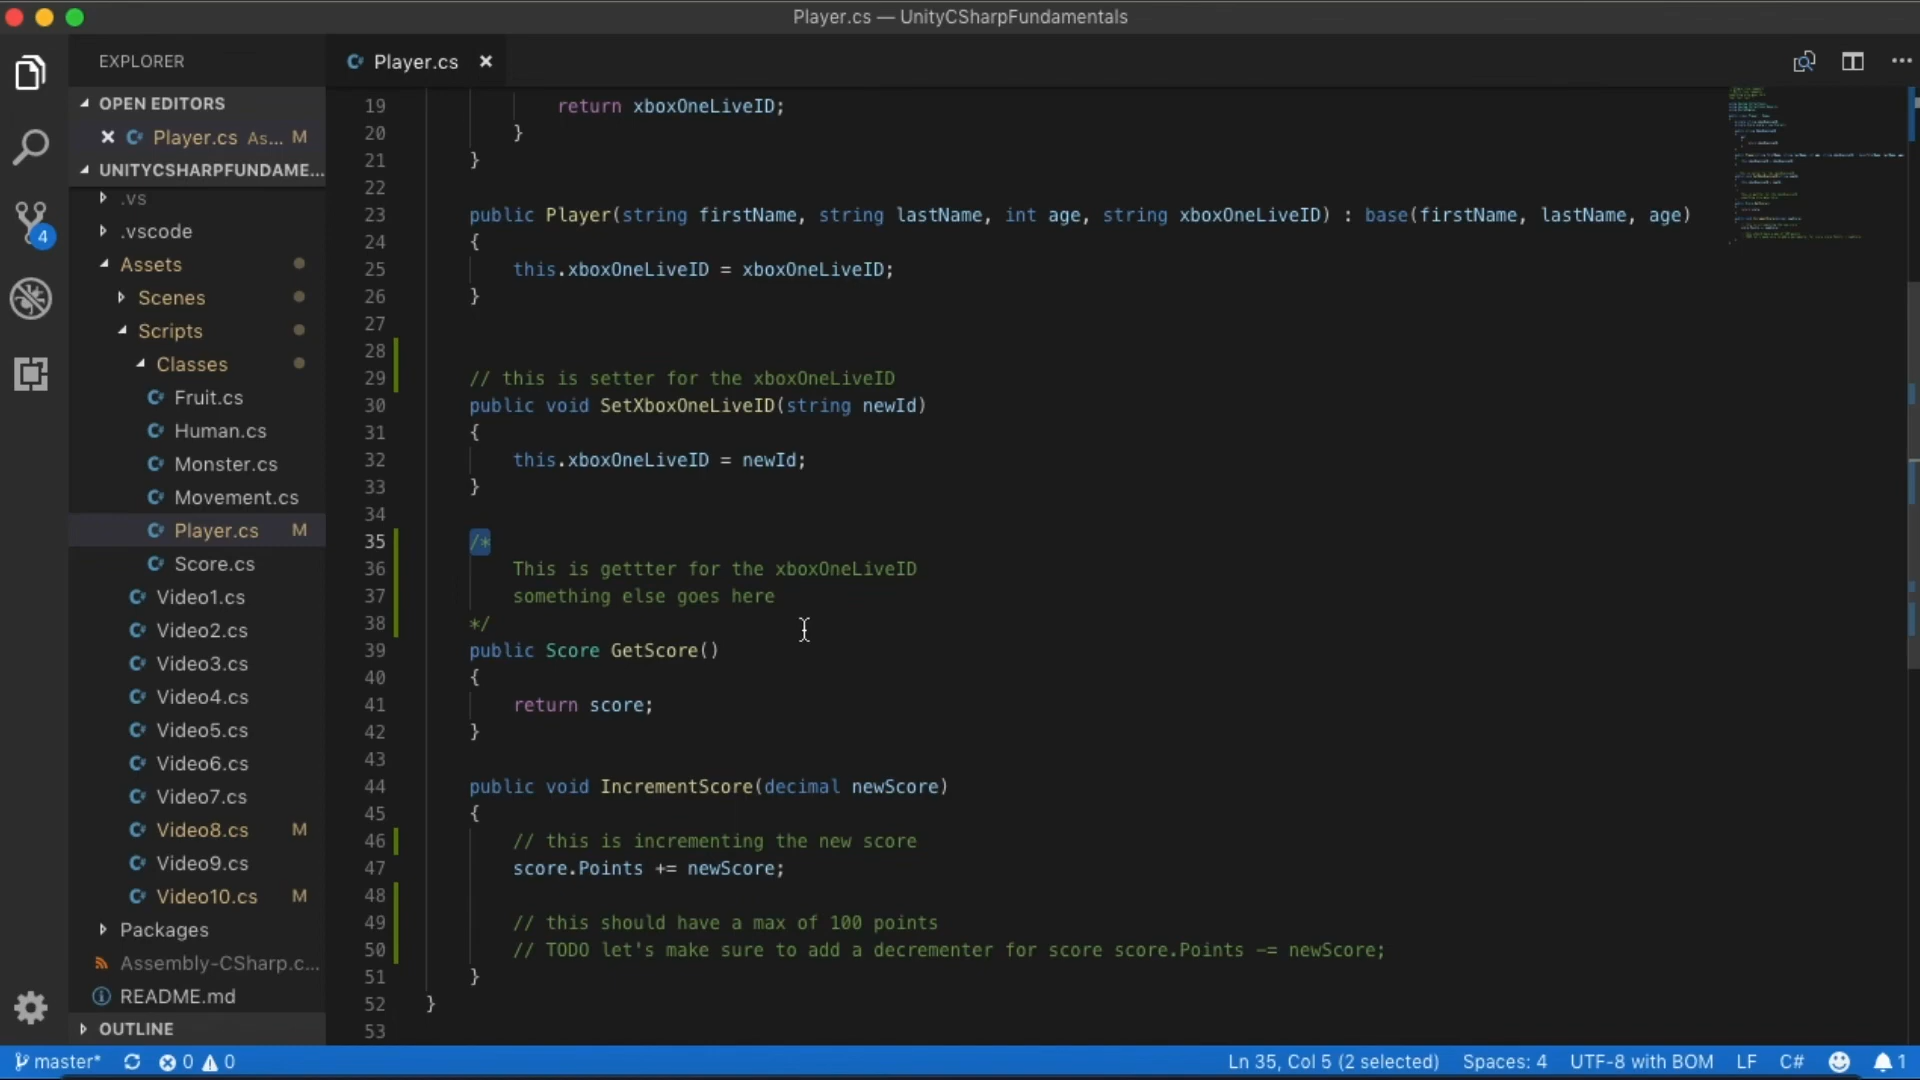 Player.cs — UnityCSharpFundamentals
EXPLORER
OPEN EDITORS
Player.cs As... M
UNITYCSHARPFUNDAME...
.vs
.vscode
Assets
Scenes
Scripts
Classes
Fruit.cs
Human.cs
Monster.cs
Movement.cs
Player.cs M
Score.cs
Video1.cs
Video2.cs
Video3.cs
Video4.cs
Video5.cs
Video6.cs
Video7.cs
Video8.cs M
Video9.cs
Video10.cs M
Packages
Assembly-CSharp.c...
README.md
OUTLINE
4
Player.cs
19 return xboxOneLiveID;
20 }
21 }
22
23 public Player(string firstName, string lastName, int age, string xboxOneLiveID) : base(firstName, lastName, age)
24 {
25 this.xboxOneLiveID = xboxOneLiveID;
26 }
27
28
29 // this is setter for the xboxOneLiveID
30 public void SetXboxOneLiveID(string newId)
31 {
32 this.xboxOneLiveID = newId;
33 }
34
35 /*
36 This is gettter for the xboxOneLiveID
37 something else goes here
38 */
39 public Score GetScore()
40 {
41 return score;
42 }
43
44 public void IncrementScore(decimal newScore)
45 {
46 // this is incrementing the new score
47 score.Points += newScore;
48
49 // this should have a max of 100 points
50 // TODO let's make sure to add a decrementer for score score.Points -= newScore;
51 }
52 }
53
master* 0 0 Ln 35, Col 5 (2 selected) Spaces: 4 UTF-8 with BOM LF C# 1